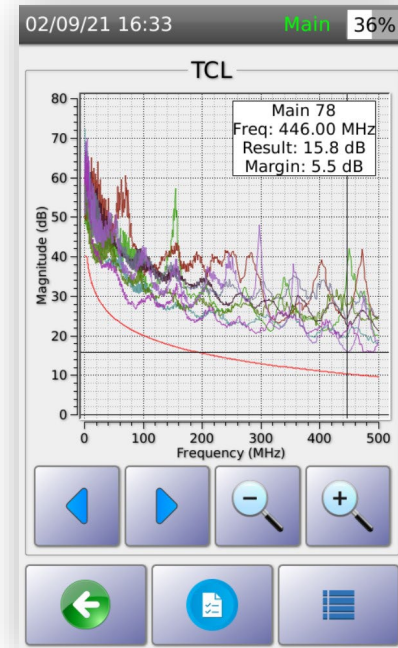 02/09/21 16:33 Main 36%
TCL
Main 78
Freq: 446.00 MHz
Result: 15.8 dB
Margin: 5.5 dB
Magnitude (dB)
80
70
60
50
40
30
20
10
0
0 100 200 300 400 500
Frequency (MHz)